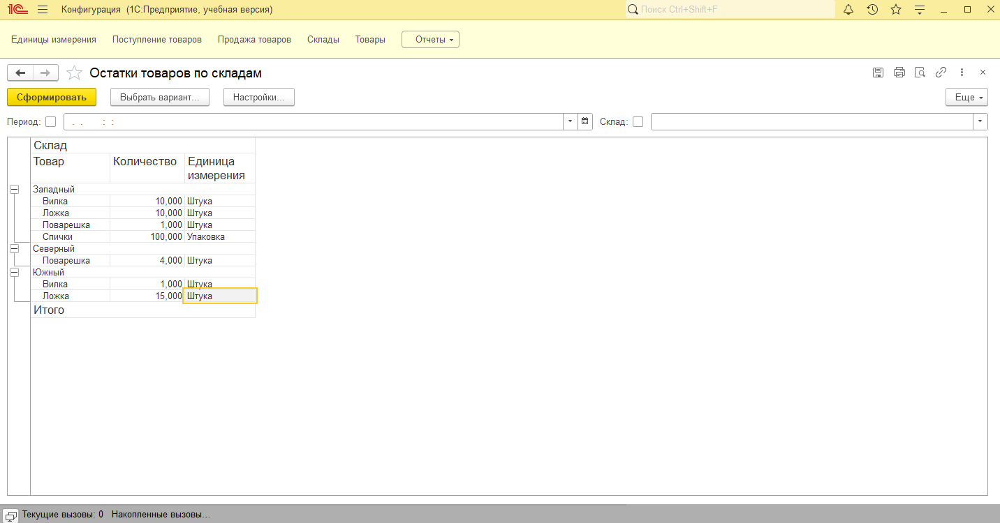 1С Конфигурация (1С:Предприятие, учебная версия) Поиск Ctrl+Shift+F
Единицы измерения Поступление товаров Продажа товаров Склады Товары Отчеты
Остатки товаров по складам
Сформировать Выбрать вариант... Настройки... Еще
Период: . . : : Склад:
Склад
Товар Количество Единица
измерения
Западный
Вилка 10,000 Штука
Ложка 10,000 Штука
Поварешка 1,000 Штука
Спички 100,000 Упаковка
Северный
Поварешка 4,000 Штука
Южный
Вилка 1,000 Штука
Ложка 15,000 Штука
Итого
Текущие вызовы: 0 Накопленные вызовы...